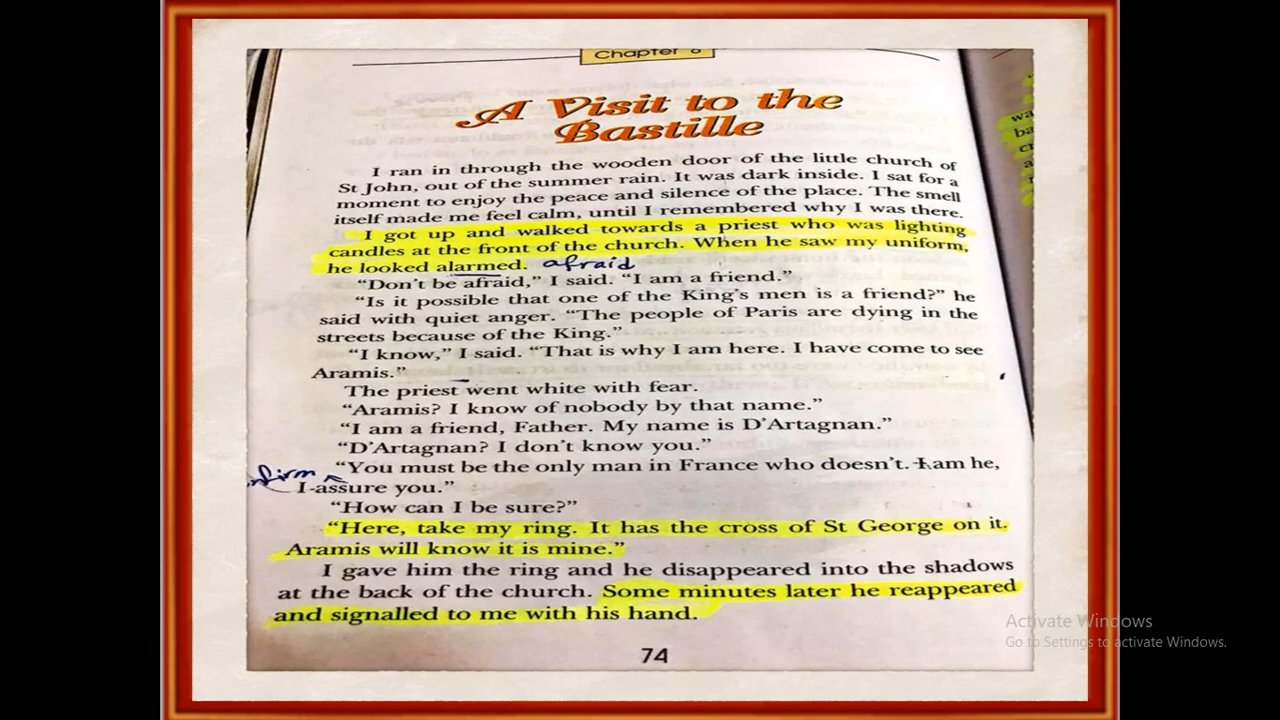 Chapter 8
A Visit to the
Bastille
I ran in through the wooden door of the little church of
St John, out of the summer rain. It was dark inside. I sat for a
moment to enjoy the peace and silence of the place. The smell
itself made me feel calm, until I remembered why I was there.
I got up and walked towards a priest who was lighting
candles at the front of the church. When he saw my uniform,
he looked alarmed. afraid
“Don't be afraid,” I said. “I am a friend.”
“Is it possible that one of the King's men is a friend?” he
said with quiet anger. “The people of Paris are dying in the
streets because of the King.”
“I know,” I said. “That is why I am here. I have come to see
Aramis.”
The priest went white with fear.
“Aramis? I know of nobody by that name.”
“I am a friend, Father. My name is D'Artagnan.”
“D'Artagnan? I don't know you.”
“You must be the only man in France who doesn't. I am he,
I assure you.”
“How can I be sure?”
“Here, take my ring. It has the cross of St George on it.
Aramis will know it is mine.”
I gave him the ring and he disappeared into the shadows
at the back of the church. Some minutes later he reappeared
and signalled to me with his hand.
74
Activate Windows
Go to Settings to activate Windows.